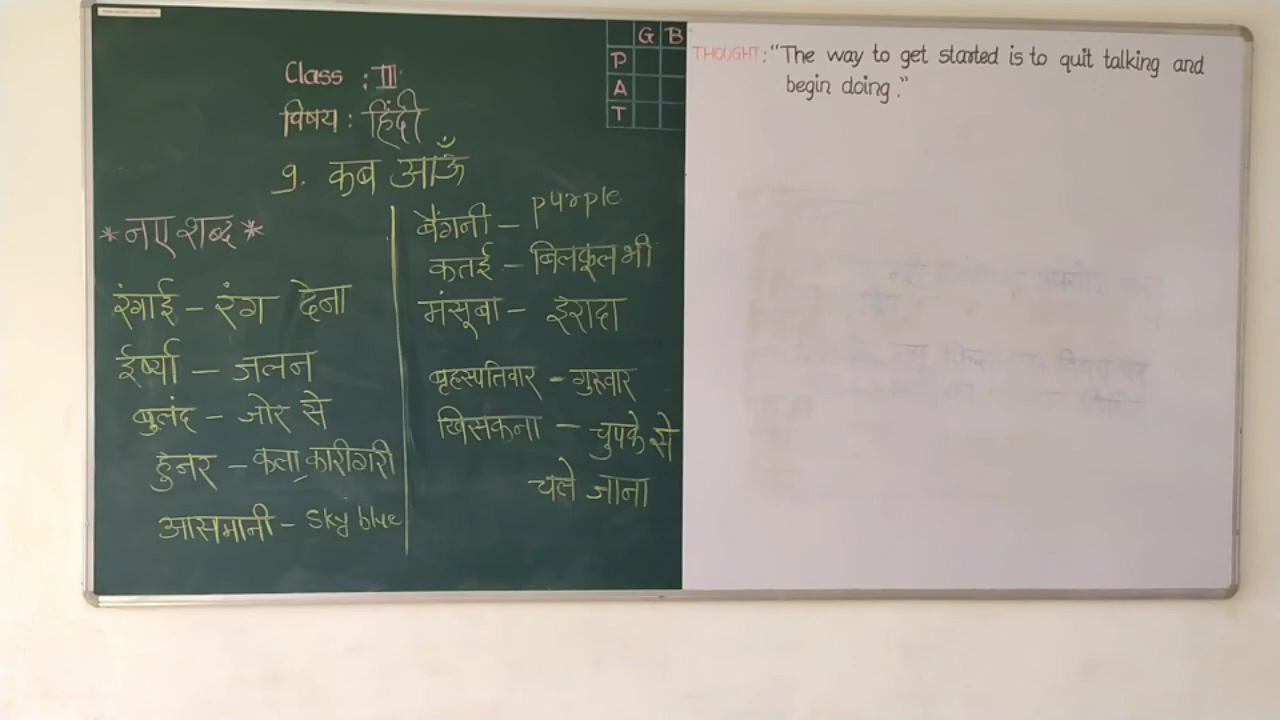 Class : III
विषय : हिंदी
9. कब आऊँ
G B
P
A
T
*नए शब्द*
रंगाई - रंग देना
ईर्ष्या - जलन
बुलंद - जोर से
हुनर - कला, कारीगरी
आसमानी - sky blue
बैंगनी - purple
कतई - बिलकूल भी
मंसूबा - इरादा
बृहस्पतिवार - गुरुवार
खिसकना - चुपके से
चले जाना
THOUGHT: "The way to get started is to quit talking and
begin doing."